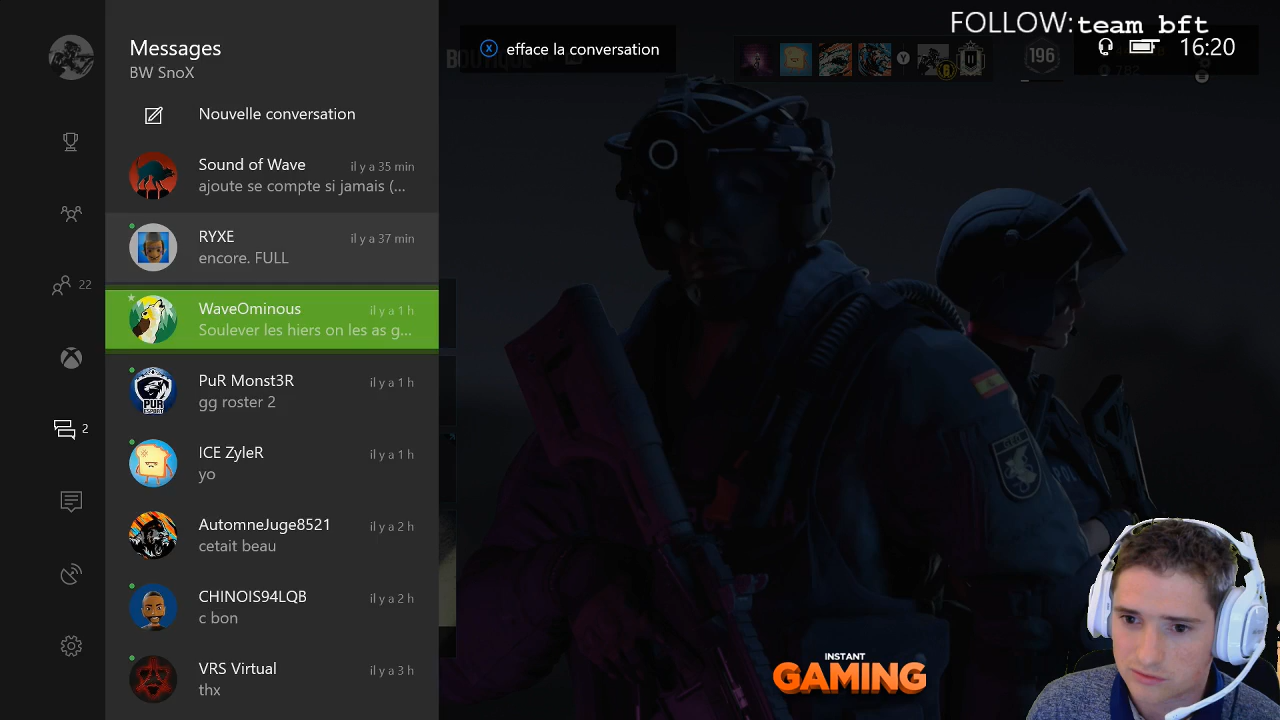 FOLLOW:team bft
Messages
BW SnoX
X efface la conversation
BOUTIQUE
196
16:20
782
Nouvelle conversation
Sound of Wave il y a 35 min
ajoute se compte si jamais (...
RYXE il y a 37 min
encore. FULL
22
WaveOminous il y a 1 h
Soulever les hiers on les as g...
PuR Monst3R il y a 1 h
gg roster 2
2
PUR
ICE ZyleR il y a 1 h
yo
AutomneJuge8521 il y a 2 h
cetait beau
CHINOIS94LQB il y a 2 h
c bon
VRS Virtual il y a 3 h
thx
INSTANT
GAMING